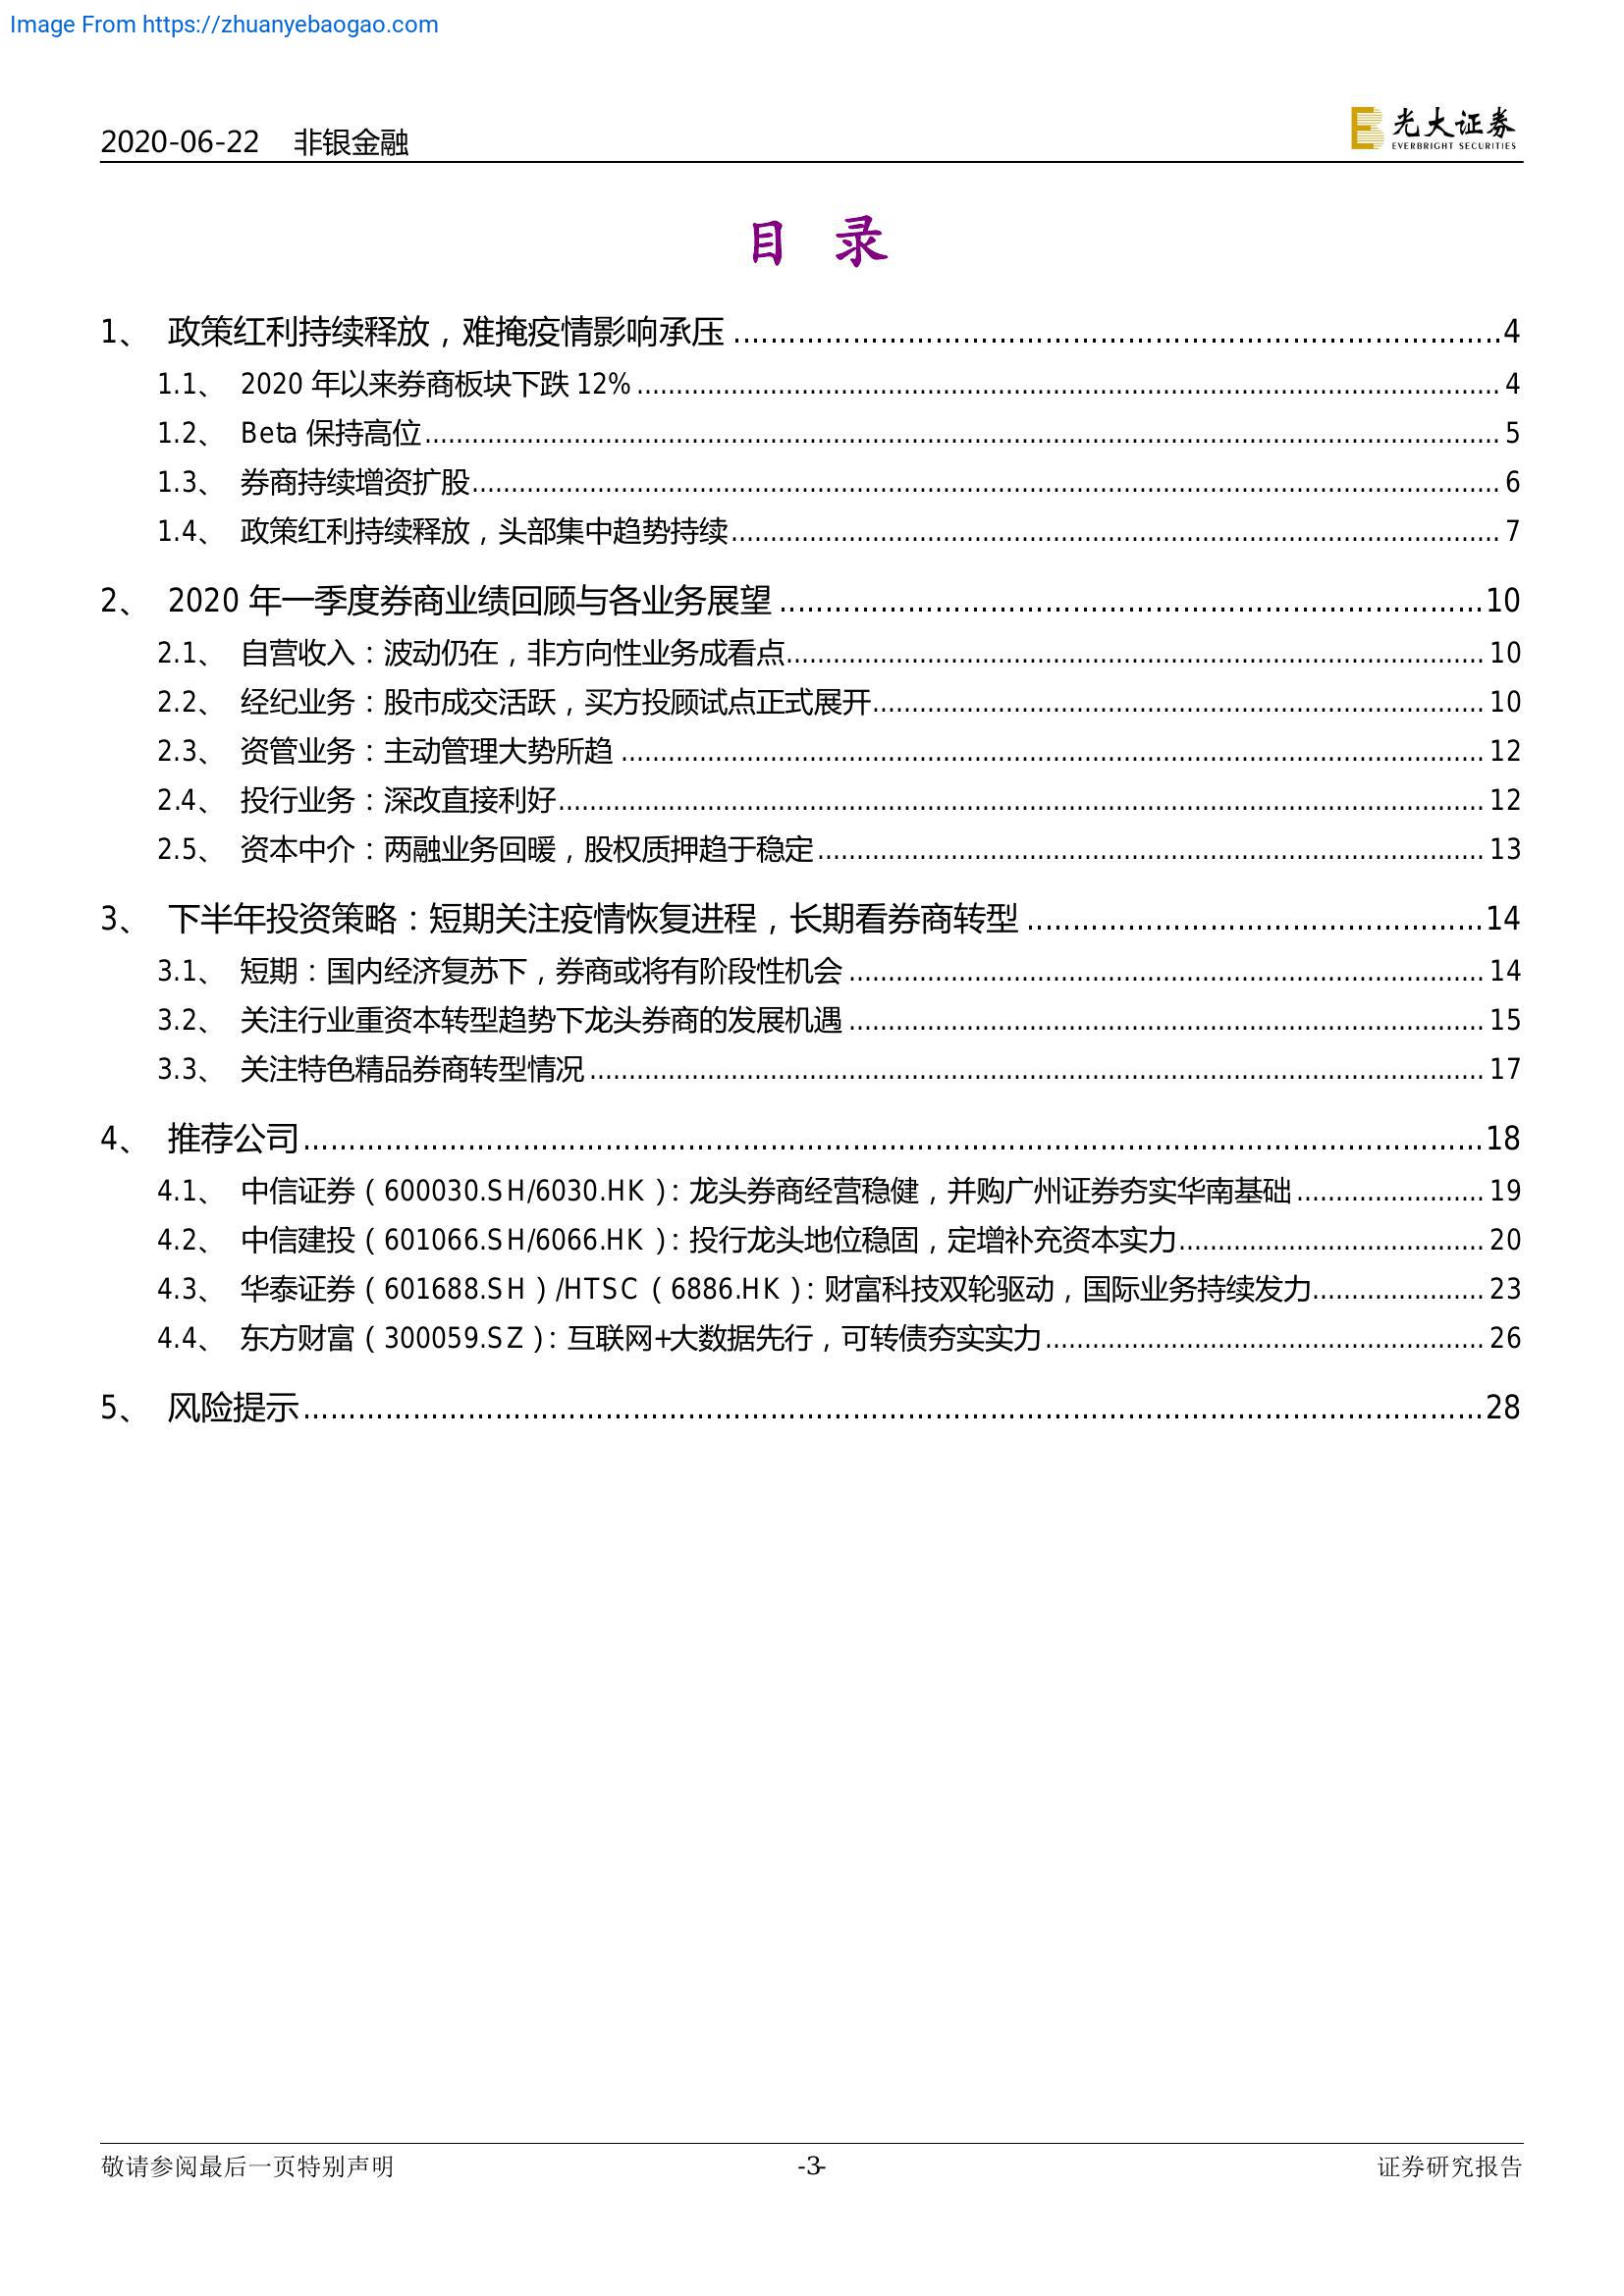 Image From https://zhuanyebaogao.com
2020-06-22 非银金融
光大证券
EVERBRIGHT SECURITIES
目 录
1、 政策红利持续释放，难掩疫情影响承压 ........ 4
1.1、 2020 年以来券商板块下跌 12% ........ 4
1.2、 Beta 保持高位 ........ 5
1.3、 券商持续增资扩股 ........ 6
1.4、 政策红利持续释放，头部集中趋势持续 ........ 7
2、 2020 年一季度券商业绩回顾与各业务展望 ........ 10
2.1、 自营收入：波动仍在，非方向性业务成看点 ........ 10
2.2、 经纪业务：股市成交活跃，买方投顾试点正式展开 ........ 10
2.3、 资管业务：主动管理大势所趋 ........ 12
2.4、 投行业务：深改直接利好 ........ 12
2.5、 资本中介：两融业务回暖，股权质押趋于稳定 ........ 13
3、 下半年投资策略：短期关注疫情恢复进程，长期看券商转型 ........ 14
3.1、 短期：国内经济复苏下，券商或将有阶段性机会 ........ 14
3.2、 关注行业重资本转型趋势下龙头券商的发展机遇 ........ 15
3.3、 关注特色精品券商转型情况 ........ 17
4、 推荐公司 ........ 18
4.1、 中信证券（600030.SH/6030.HK）：龙头券商经营稳健，并购广州证券夯实华南基础 ........ 19
4.2、 中信建投（601066.SH/6066.HK）：投行龙头地位稳固，定增补充资本实力 ........ 20
4.3、 华泰证券（601688.SH）/HTSC（6886.HK）：财富科技双轮驱动，国际业务持续发力 ........ 23
4.4、 东方财富（300059.SZ）：互联网+大数据先行，可转债夯实实力 ........ 26
5、 风险提示 ........ 28
敬请参阅最后一页特别声明 -3- 证券研究报告